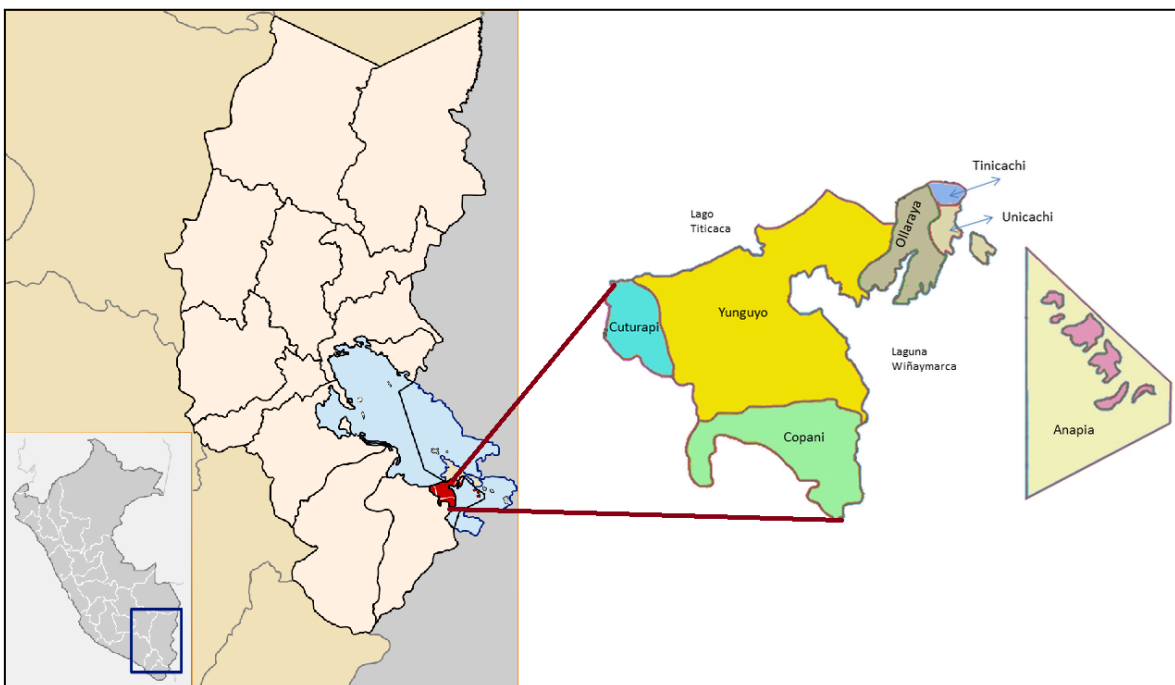 Tinicachi
Lago
Titicaca
Ollaraya
Unicachi
Cuturapi
Yunguyo
Laguna
Wiñaymarca
Copani
Anapia